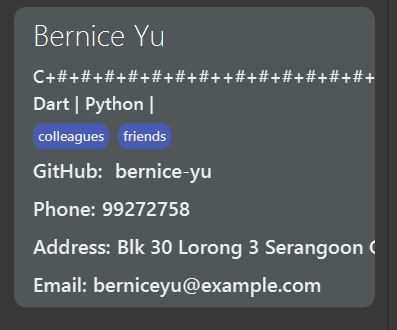 Bernice Yu
C+#+#+#+#+#+#+#++#+#+#+#+#+#+
Dart | Python |
colleagues friends
GitHub: bernice-yu
Phone: 99272758
Address: Blk 30 Lorong 3 Serangoon
Email: berniceyu@example.com